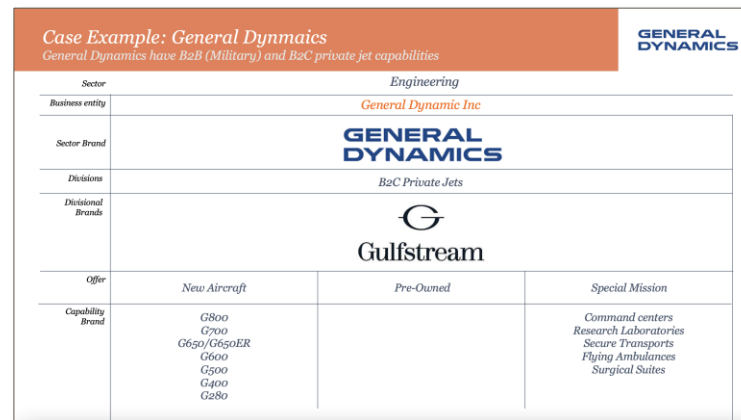 Case Example: General Dynmaics
General Dynamics have B2B (Military) and B2C private jet capabilities
GENERAL
DYNAMICS
Sector
Engineering
Business entity
General Dynamic Inc
Sector Brand
GENERAL
DYNAMICS
Divisions
B2C Private Jets
Divisional
Brands
G
Gulfstream
Offer
New Aircraft
Pre-Owned
Special Mission
Capability
Brand
G800
G700
G650/G650ER
G600
G500
G400
G280
Command centers
Research Laboratories
Secure Transports
Flying Ambulances
Surgical Suites